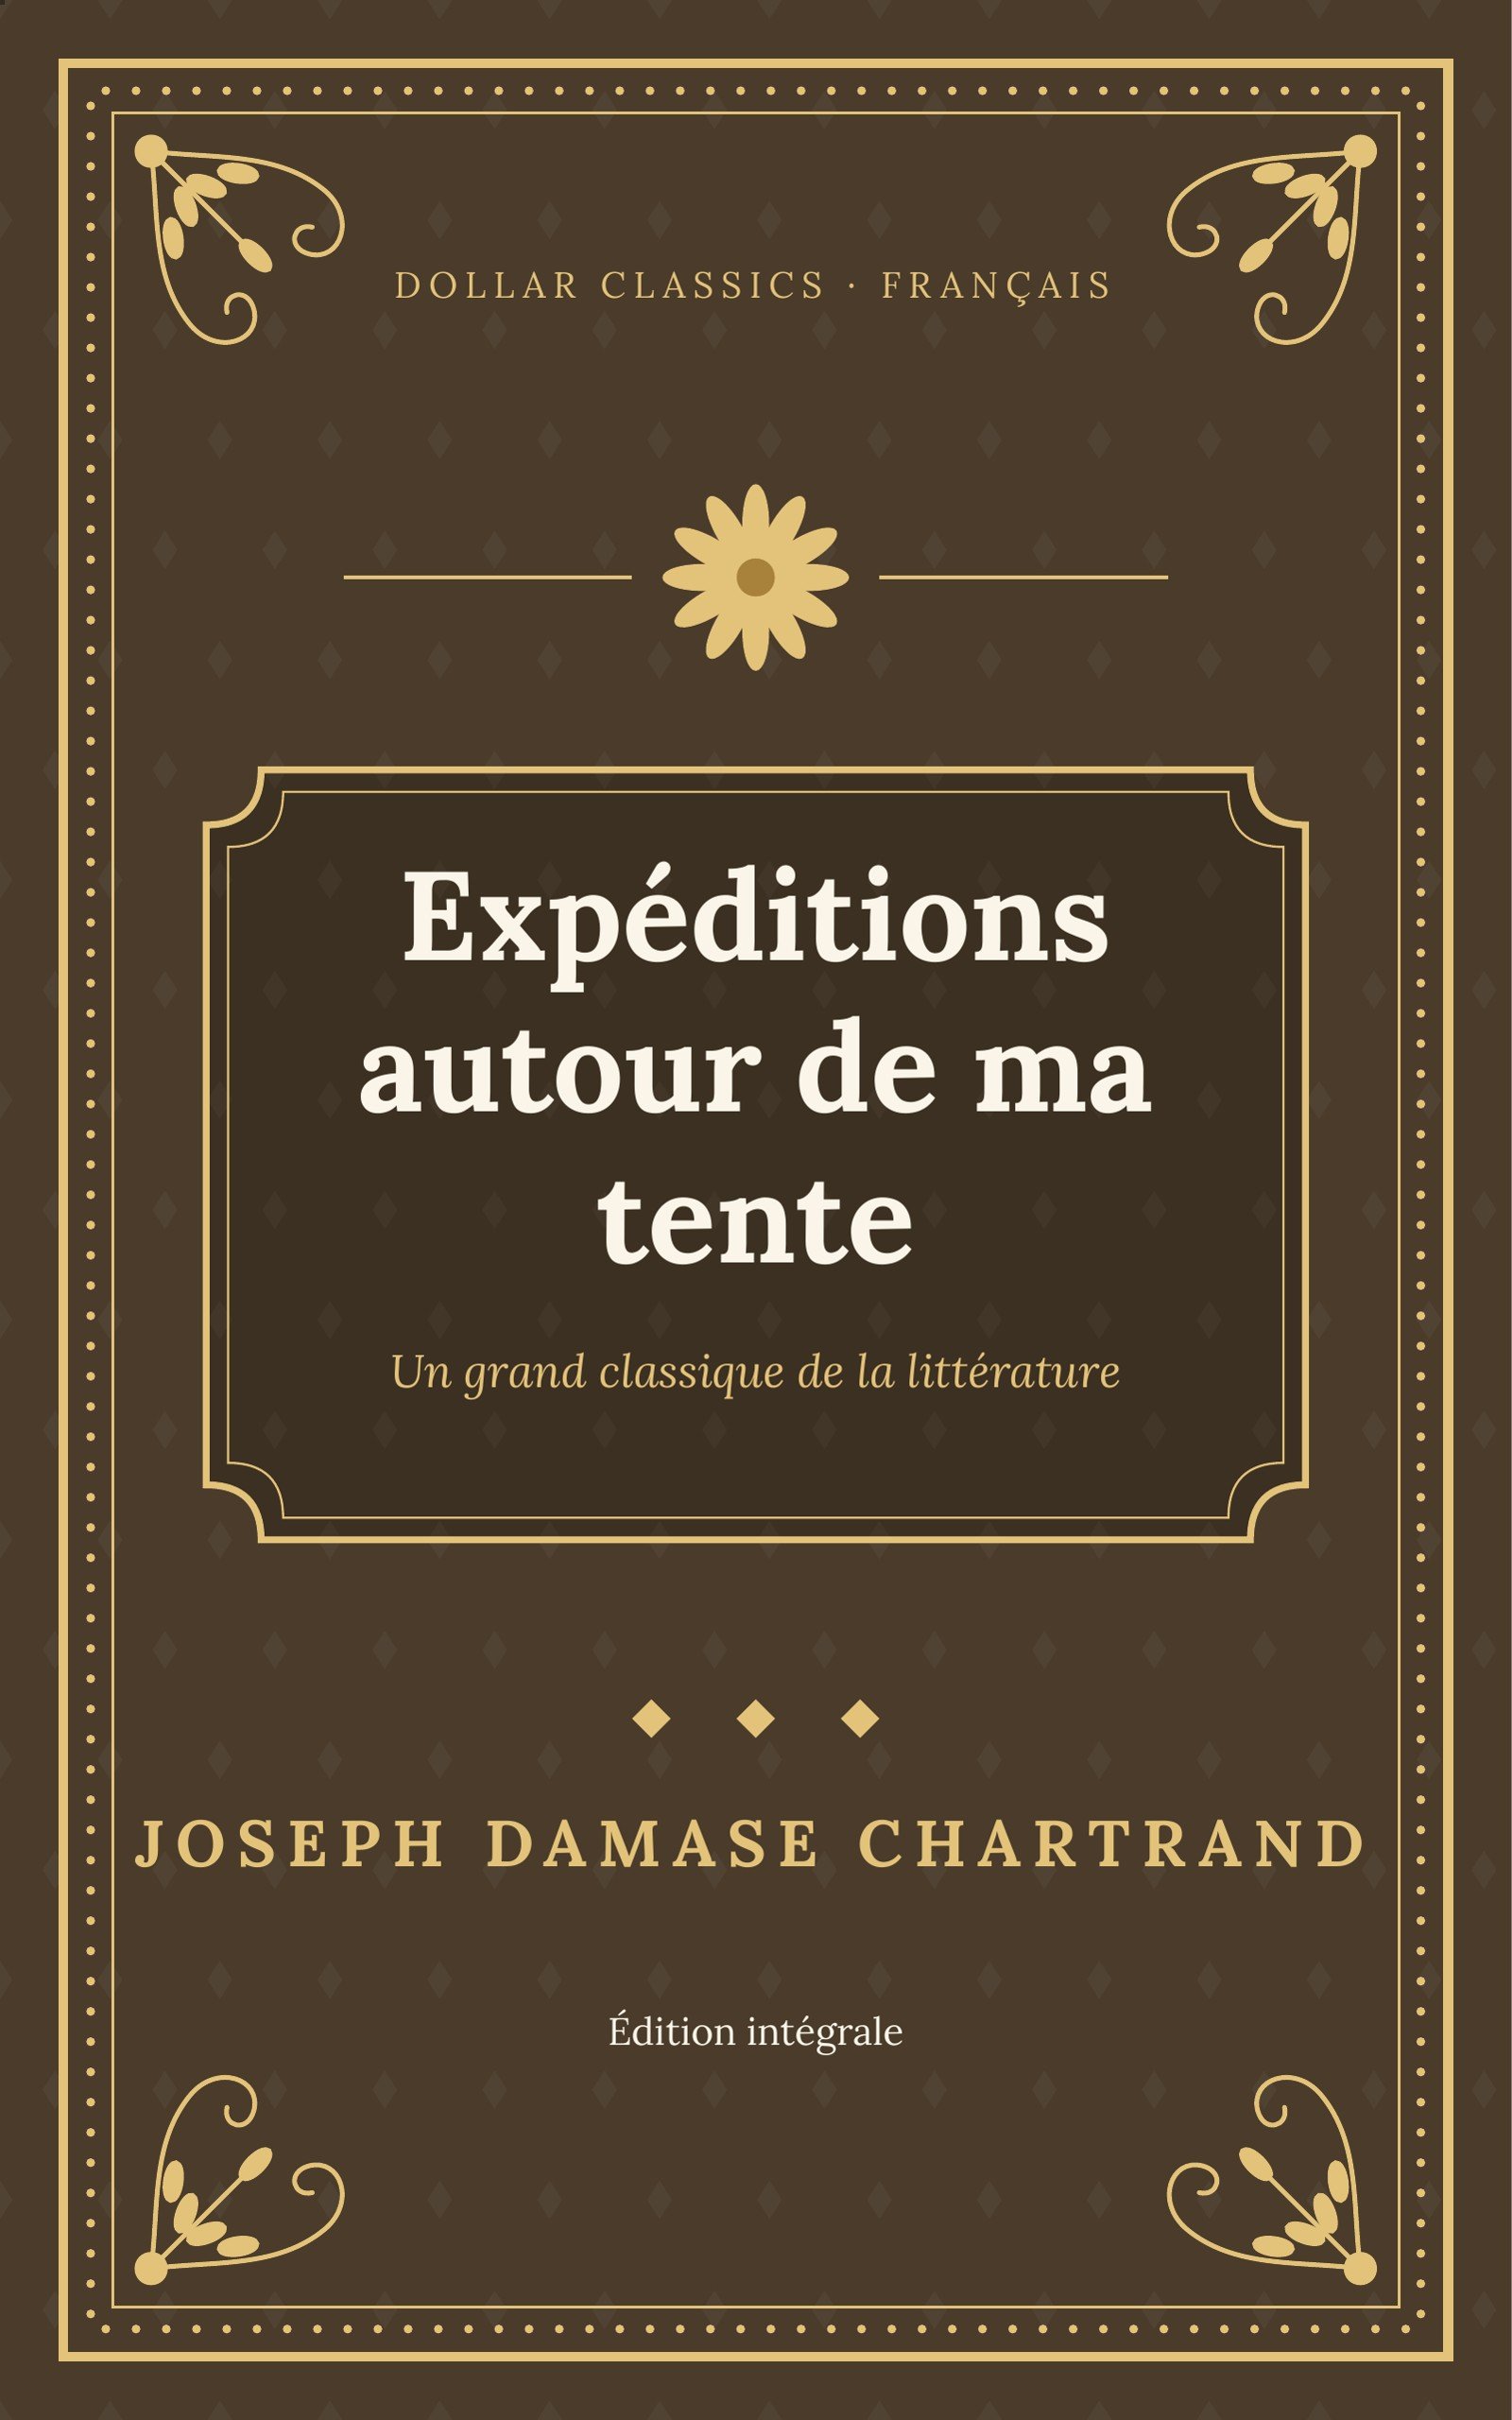 DOLLAR CLASSICS · FRANÇAIS
Expéditions
autour de ma
tente
Un grand classique de la littérature
JOSEPH DAMASE CHARTRAND
Édition intégrale